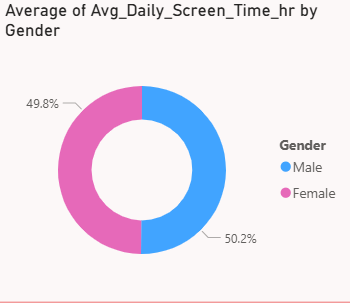 Average of Avg_Daily_Screen_Time_hr by
Gender
49.8%
Gender
Male
Female
50.2%